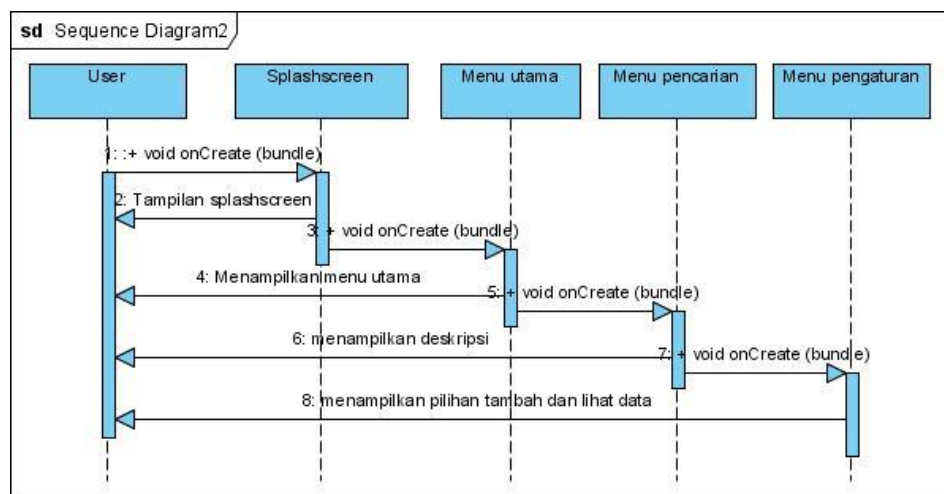 sd Sequence Diagram2
User
Splashscreen
Menu utama
Menu pencarian
Menu pengaturan
1: :+ void onCreate (bundle)
2: Tampilan splashscreen
3: + void onCreate (bundle)
4: Menampilkan menu utama
5: + void onCreate (bundle)
6: menampilkan deskripsi
7: + void onCreate (bundle)
8: menampilkan pilihan tambah dan lihat data